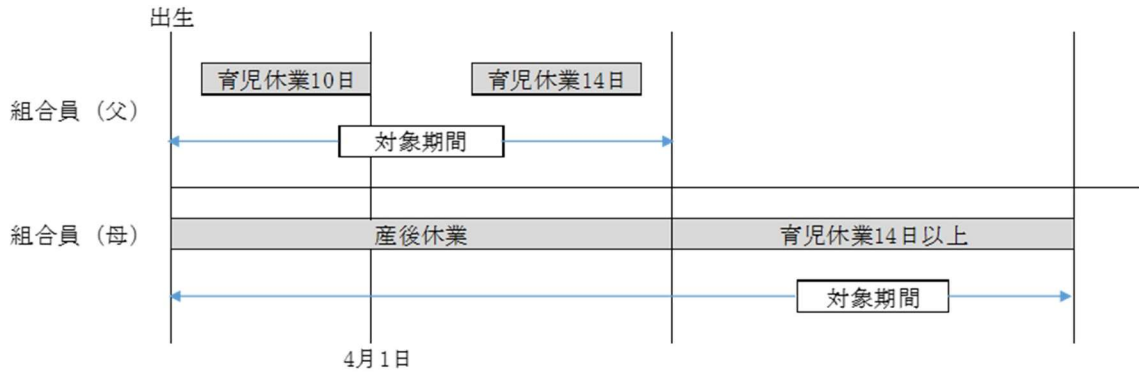 出生
育児休業10日
育児休業14日
組合員（父）
対象期間
組合員（母）
産後休業
育児休業14日以上
対象期間
4月1日